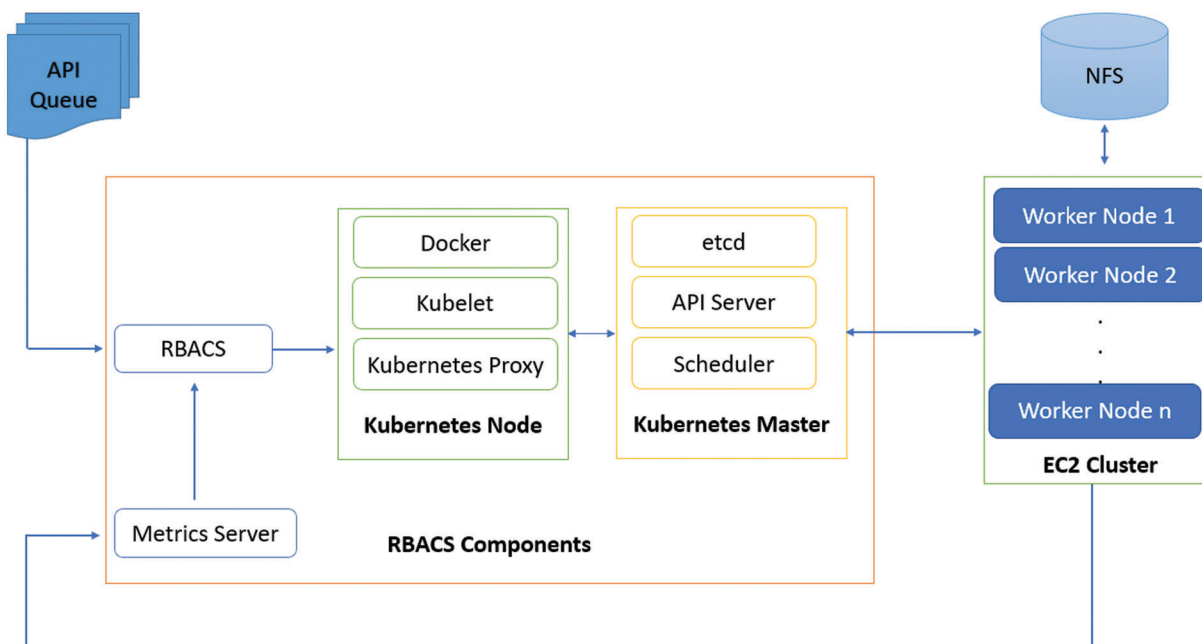 API
Queue
NFS
Docker
Kubelet
Kubernetes Proxy
Kubernetes Node
etcd
API Server
Scheduler
Kubernetes Master
RBACS
Metrics Server
RBACS Components
Worker Node 1
Worker Node 2
.
.
.
Worker Node n
EC2 Cluster